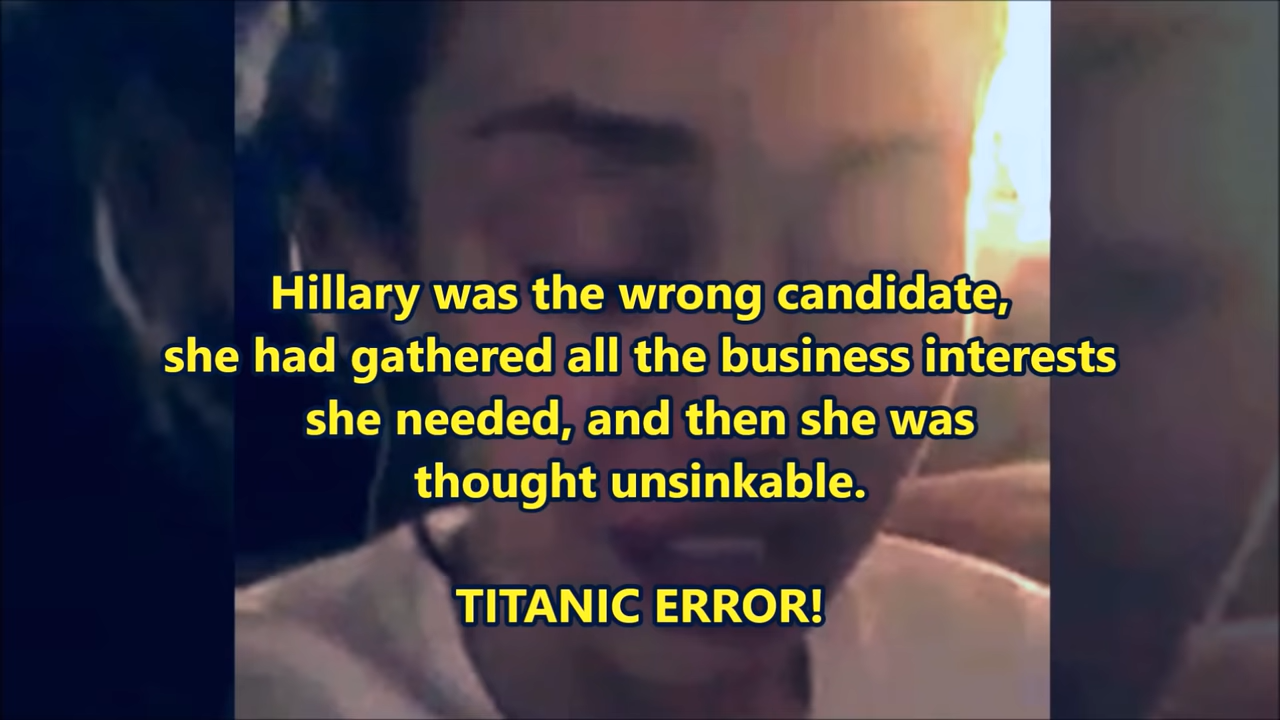 Hillary was the wrong candidate,
she had gathered all the business interests
she needed, and then she was
thought unsinkable.
TITANIC ERROR!